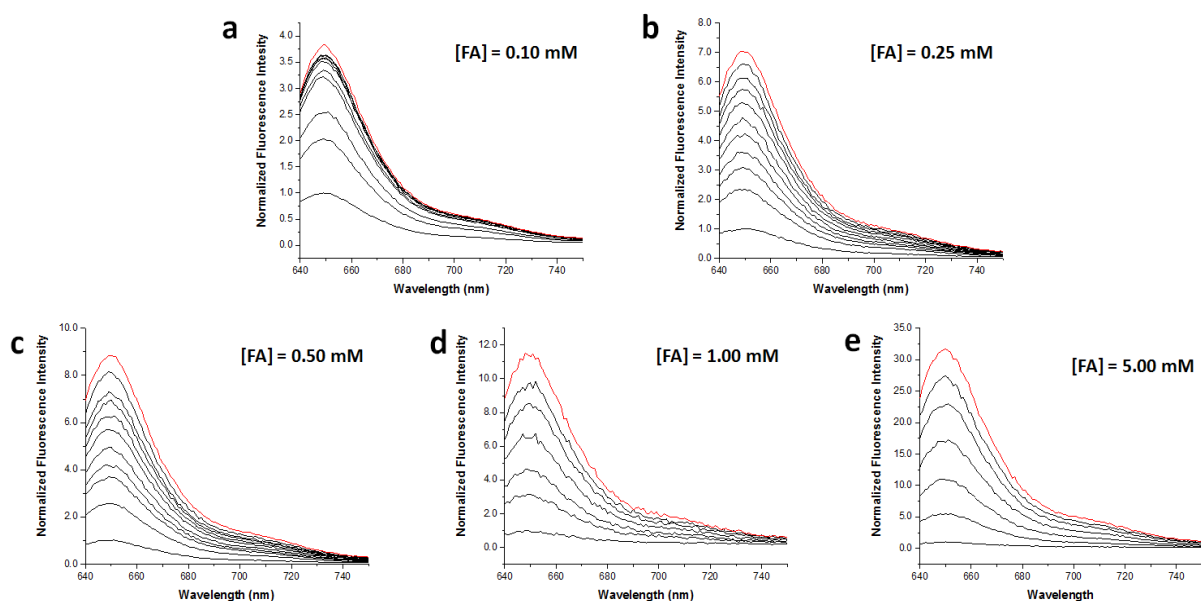 a
[FA] = 0.10 mM
Normalized Fluorescence Intensity
4.0
3.5
3.0
2.5
2.0
1.5
1.0
0.5
0.0
640 660 680 700 720 740
Wavelength (nm)
b
[FA] = 0.25 mM
Normalized Fluorescence Intensity
8.0
7.0
6.0
5.0
4.0
3.0
2.0
1.0
0.0
640 660 680 700 720 740
Wavelength (nm)
c
[FA] = 0.50 mM
Normalized Fluorescence Intensity
10.0
8.0
6.0
4.0
2.0
0.0
640 660 680 700 720 740
Wavelength (nm)
d
[FA] = 1.00 mM
Normalized Fluorescence Intensity
12.0
10.0
8.0
6.0
4.0
2.0
0.0
640 660 680 700 720 740
Wavelength (nm)
e
[FA] = 5.00 mM
Normalized Fluorescence Intensity
35.0
30.0
25.0
20.0
15.0
10.0
5.0
0.0
640 660 680 700 720 740
Wavelength